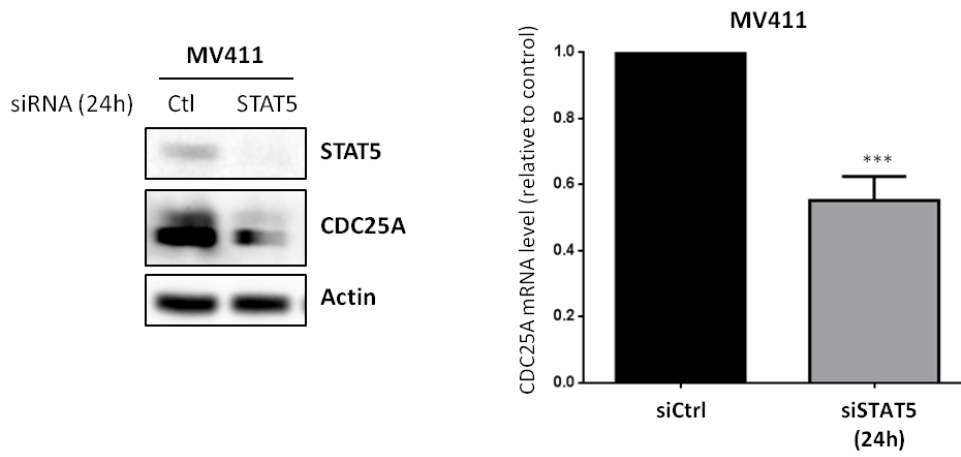 MV411
siRNA (24h) Ctl STAT5
STAT5
CDC25A
Actin
MV411
CDC25A mRNA level (relative to control)
1.0
0.8
0.6
0.4
0.2
0.0
***
siCtrl siSTAT5
(24h)